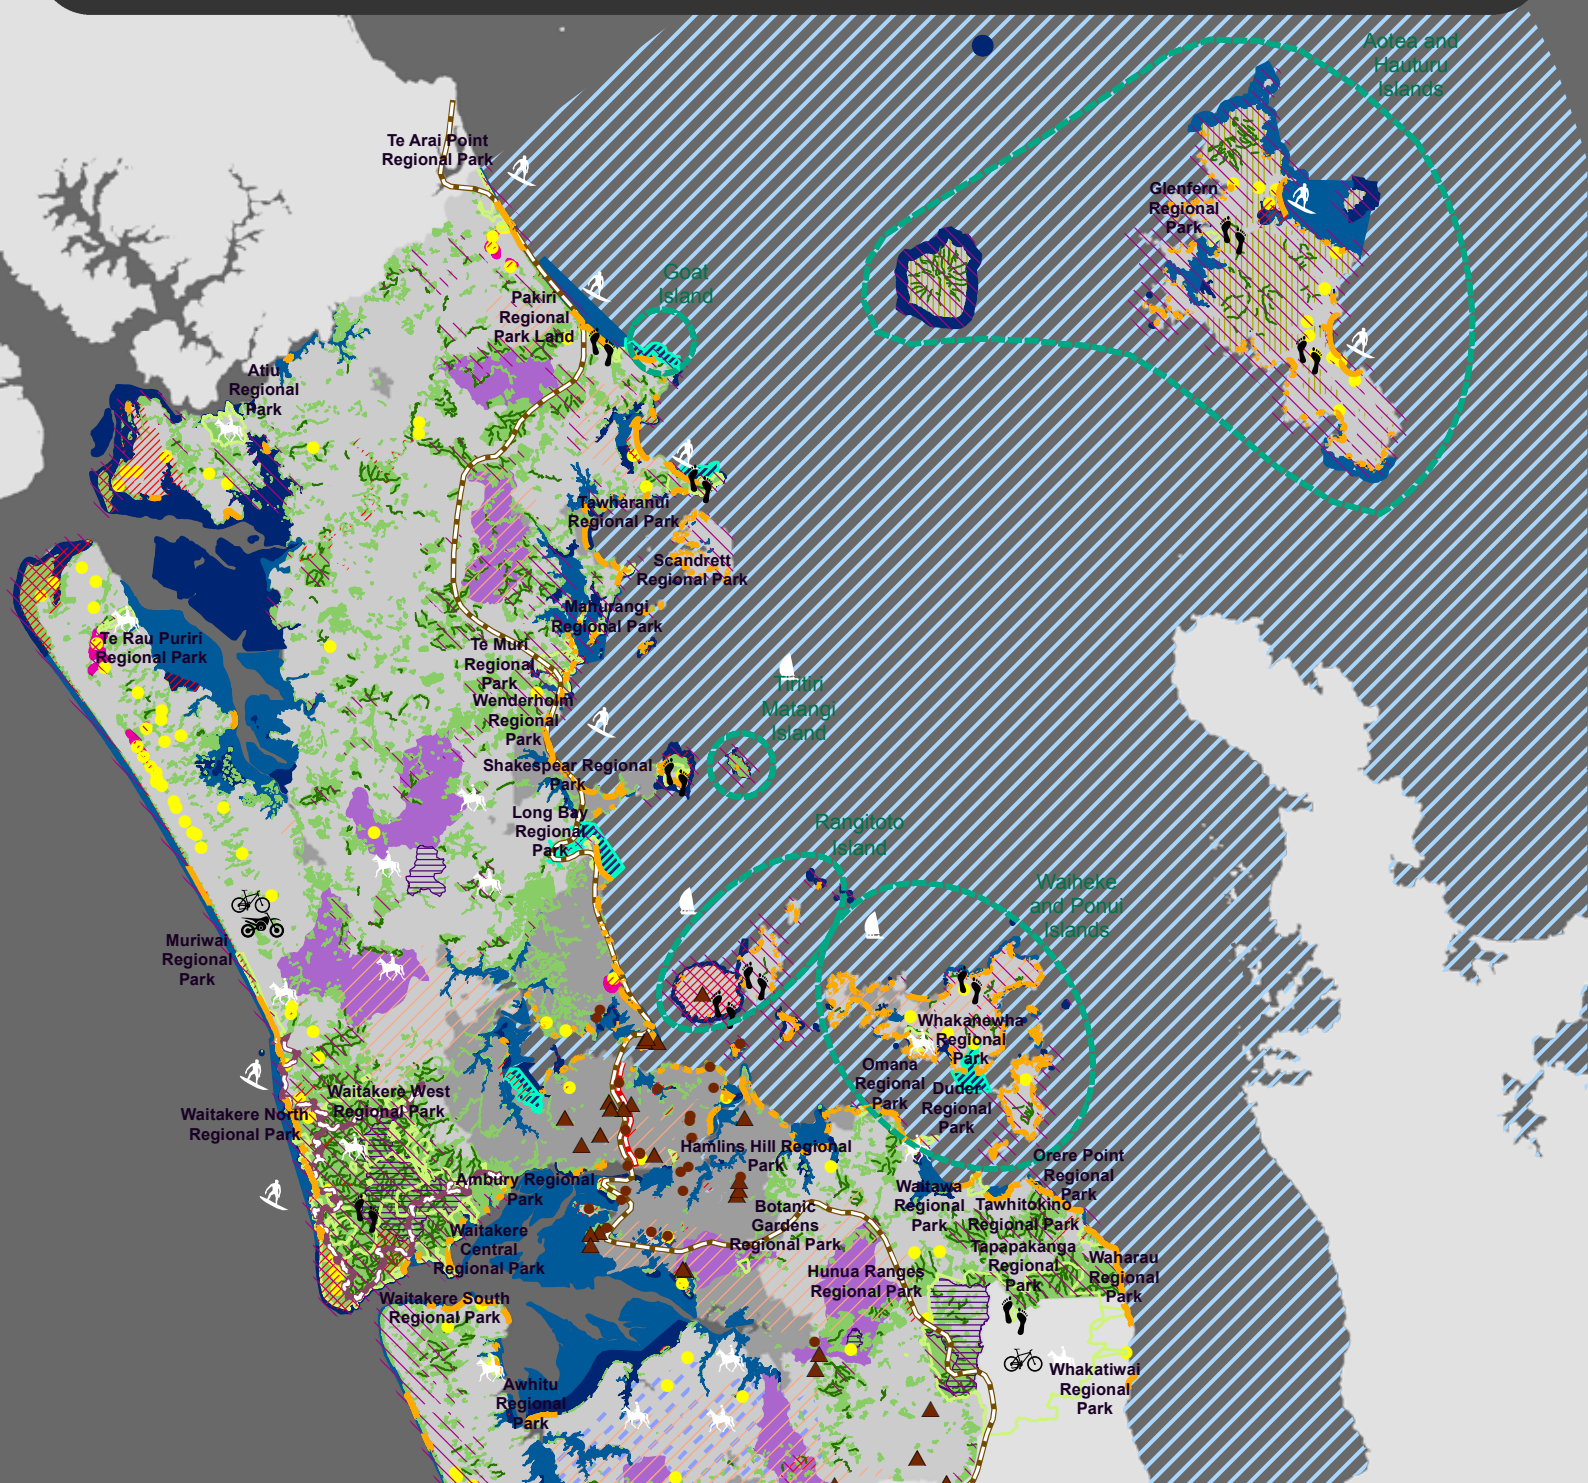 Aotea and
Hauturu
Islands
Te Arai Point
Regional Park
Glenfern
Regional
Park
Goat
Island
Pakiri
Regional
Park Land
Atiu
Regional
Park
Tawharanui
Regional Park
Scandrett
Regional Park
Mahurangi
Regional Park
Te Rau Puriri
Regional Park
Te Muri
Regional
Park
Tiritiri
Matangi
Island
Wenderholm
Regional
Park
Shakespear Regional
Park
Long Bay
Regional
Park
Rangitoto
Island
Waiheke
and Ponui
Islands
Muriwai
Regional
Park
Whakanewha
Regional
Park
Omana
Regional
Park
Duder
Regional
Park
Waitakere West
Regional Park
Waitakere North
Regional Park
Hamlins Hill Regional
Park
Orere Point
Regional
Park
Ambury Regional
Park
Waitawa
Regional
Park
Tawhitokino
Regional Park
Botanic
Gardens
Regional Park
Waitakere
Central
Regional Park
Tapapakanga
Regional
Park
Waharau
Regional
Park
Hunua Ranges
Regional Park
Waitakere South
Regional Park
Awhitu
Regional
Park
Whakatiwai
Regional
Park